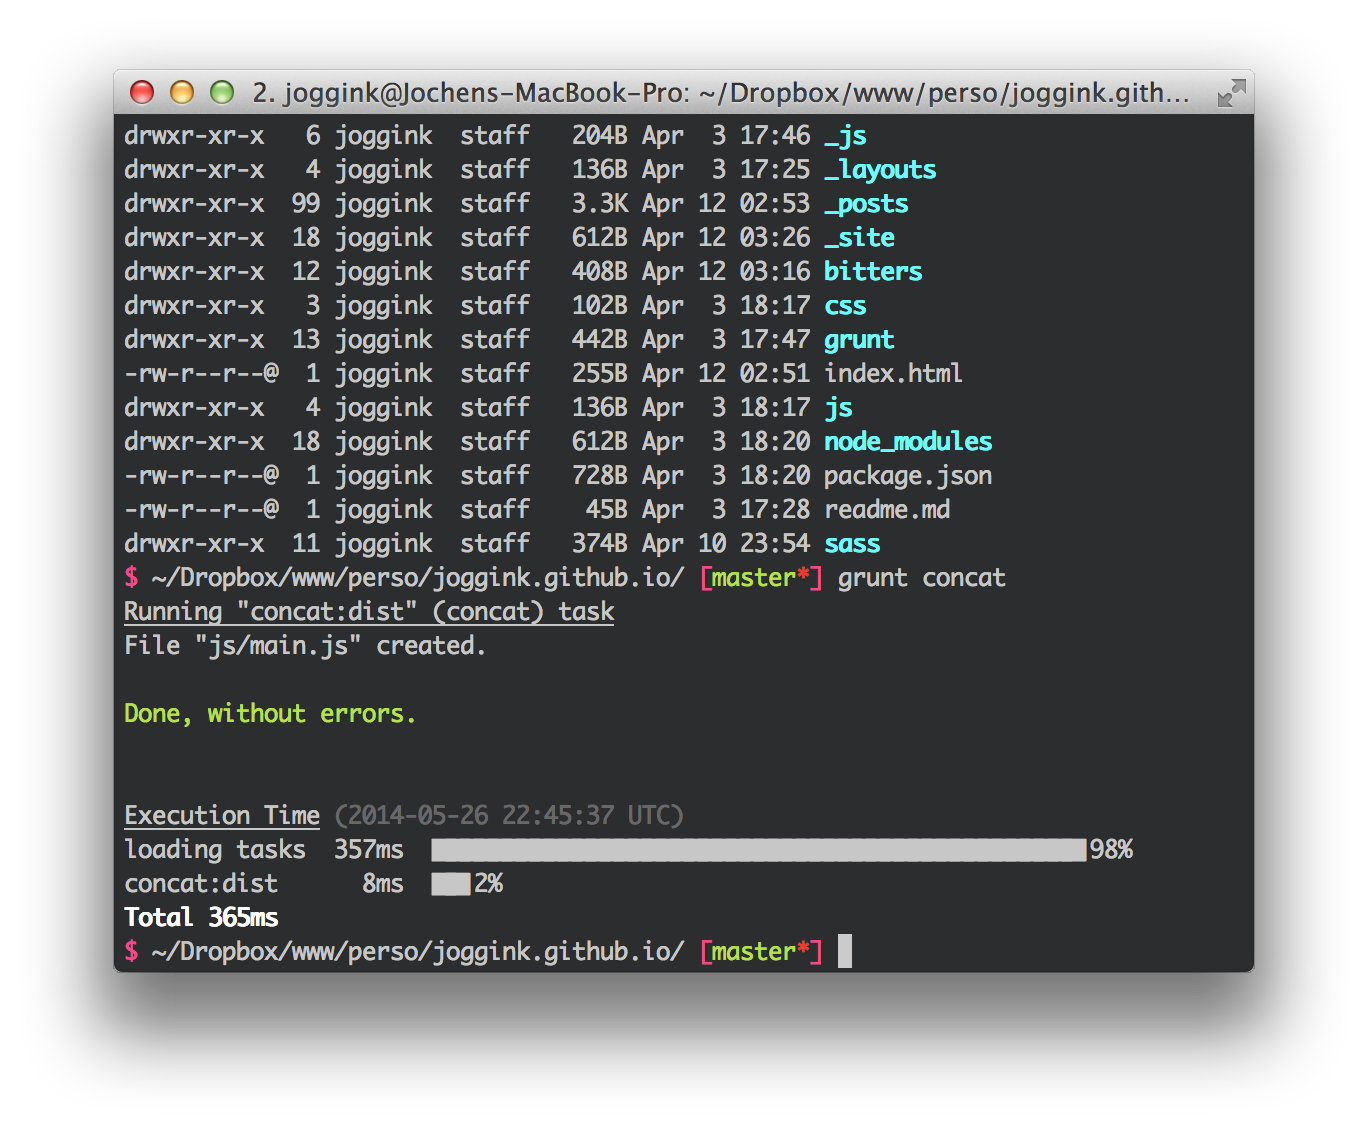 2. joggink@Jochens-MacBook-Pro: ~/Dropbox/www/perso/joggink.gith...
drwxr-xr-x   6 joggink  staff   204B Apr  3 17:46 _js
drwxr-xr-x   4 joggink  staff   136B Apr  3 17:25 _layouts
drwxr-xr-x  99 joggink  staff   3.3K Apr 12 02:53 _posts
drwxr-xr-x  18 joggink  staff   612B Apr 12 03:26 _site
drwxr-xr-x  12 joggink  staff   408B Apr 12 03:16 bitters
drwxr-xr-x   3 joggink  staff   102B Apr  3 18:17 css
drwxr-xr-x  13 joggink  staff   442B Apr  3 17:47 grunt
-rw-r--r--@  1 joggink  staff   255B Apr 12 02:51 index.html
drwxr-xr-x   4 joggink  staff   136B Apr  3 18:17 js
drwxr-xr-x  18 joggink  staff   612B Apr  3 18:20 node_modules
-rw-r--r--@  1 joggink  staff   728B Apr  3 18:20 package.json
-rw-r--r--@  1 joggink  staff    45B Apr  3 17:28 readme.md
drwxr-xr-x  11 joggink  staff   374B Apr 10 23:54 sass
$ ~/Dropbox/www/perso/joggink.github.io/ [master*] grunt concat
Running "concat:dist" (concat) task
File "js/main.js" created.
Done, without errors.
Execution Time (2014-05-26 22:45:37 UTC)
loading tasks  357ms  98%
concat:dist      8ms  2%
Total 365ms
$ ~/Dropbox/www/perso/joggink.github.io/ [master*]